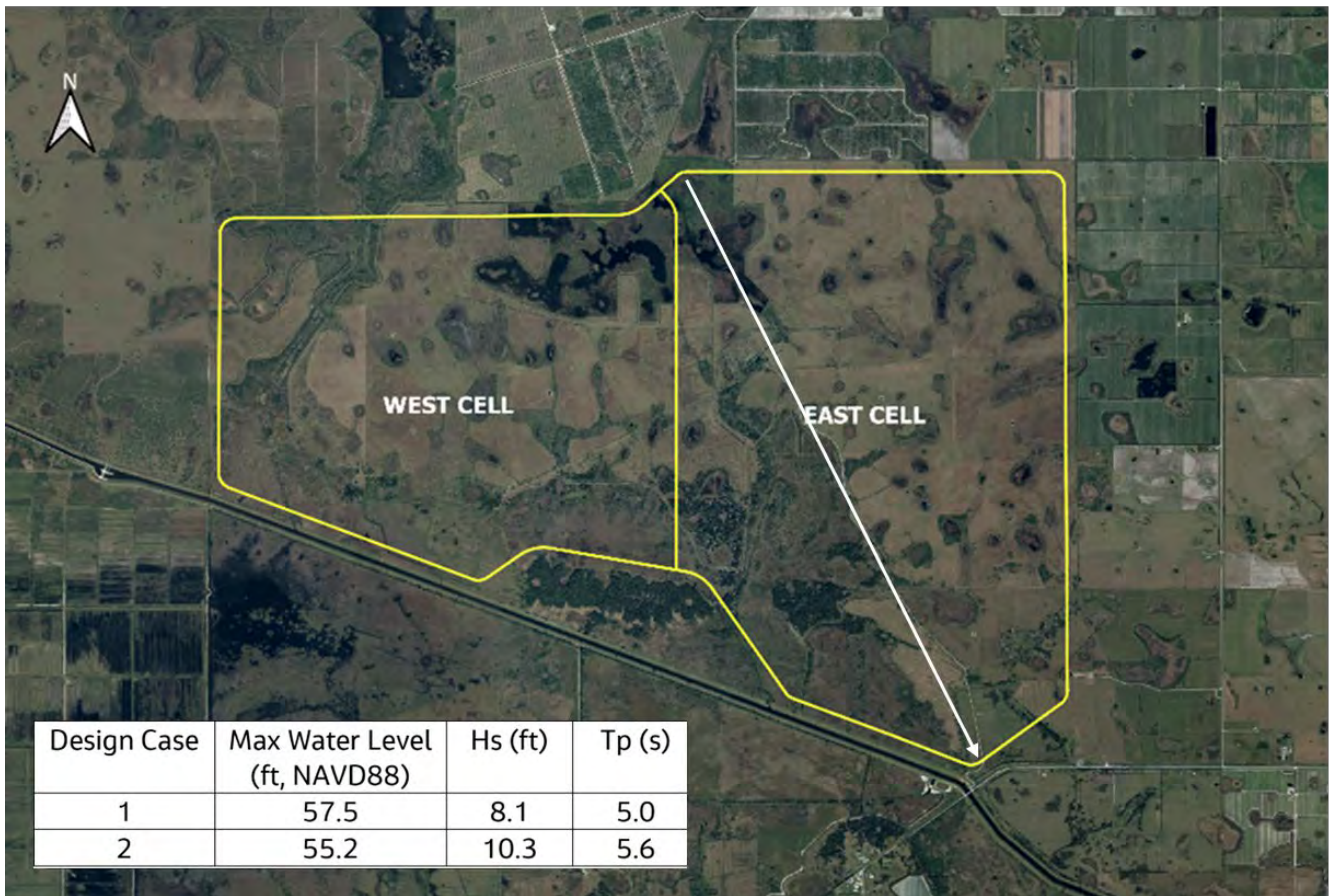 N
WEST CELL
EAST CELL
Design Case Max Water Level (ft, NAVD88) Hs (ft) Tp (s)
1 57.5 8.1 5.0
2 55.2 10.3 5.6